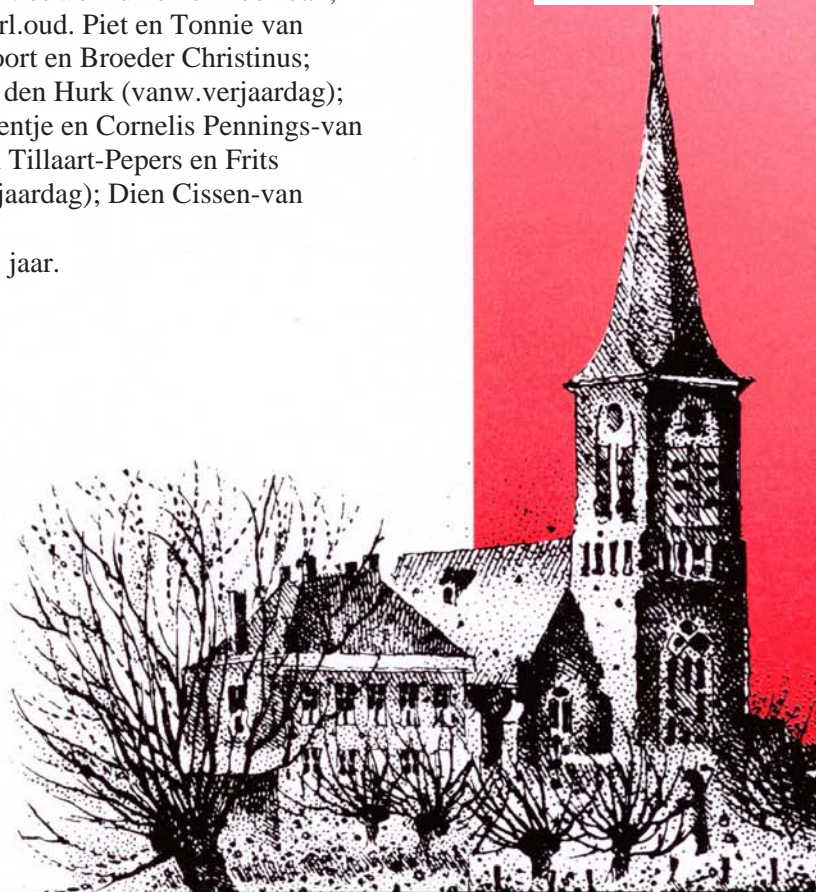 rl.oud. Piet en Tonnie van
oort en Broeder Christinus;
den Hurk (vanw.verjaardag);
entje en Cornelis Pennings-van
Tillaart-Pepers en Frits
jaardag); Dien Cissen-van
jaar.